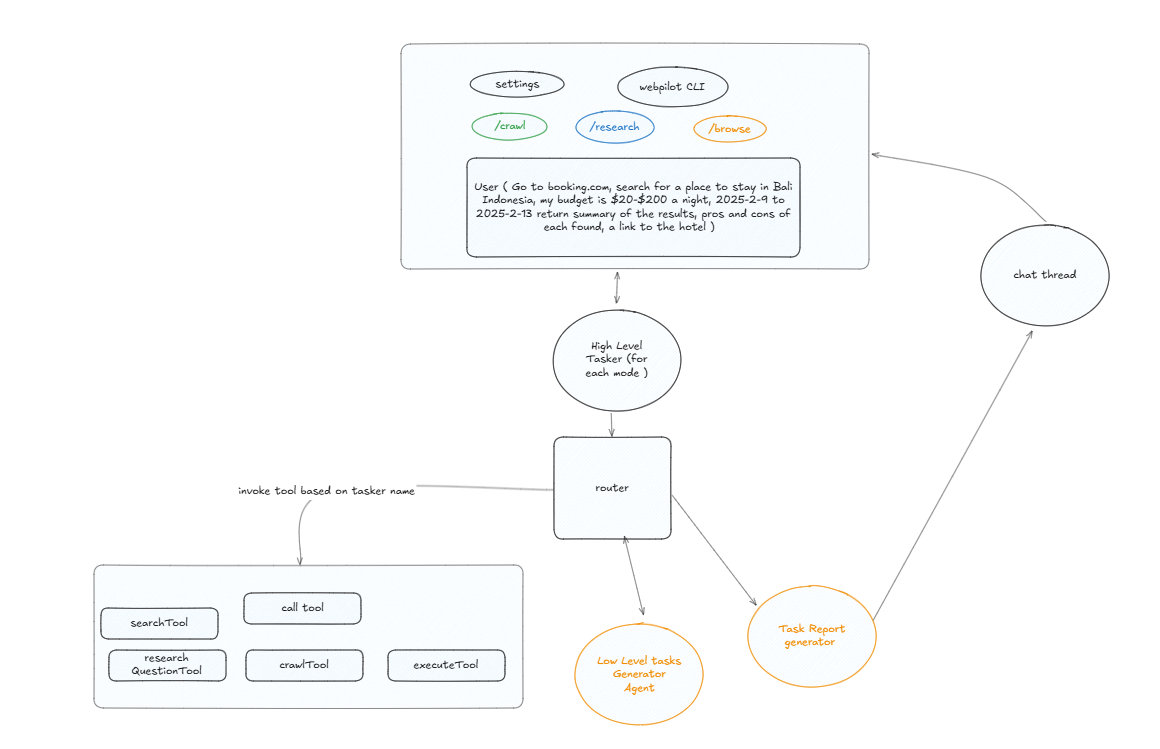 settings
webpilot CLI
/crawl
/research
/browse
User ( Go to booking.com, search for a place to stay in Bali
Indonesia, my budget is $20-$200 a night, 2025-2-9 to
2025-2-13 return summary of the results, pros and cons of
each found, a link to the hotel )
chat thread
High Level
Tasker (for
each mode )
router
invoke tool based on tasker name
call tool
searchTool
research
QuestionTool
crawlTool
executeTool
Low Level tasks
Generator
Agent
Task Report
generator